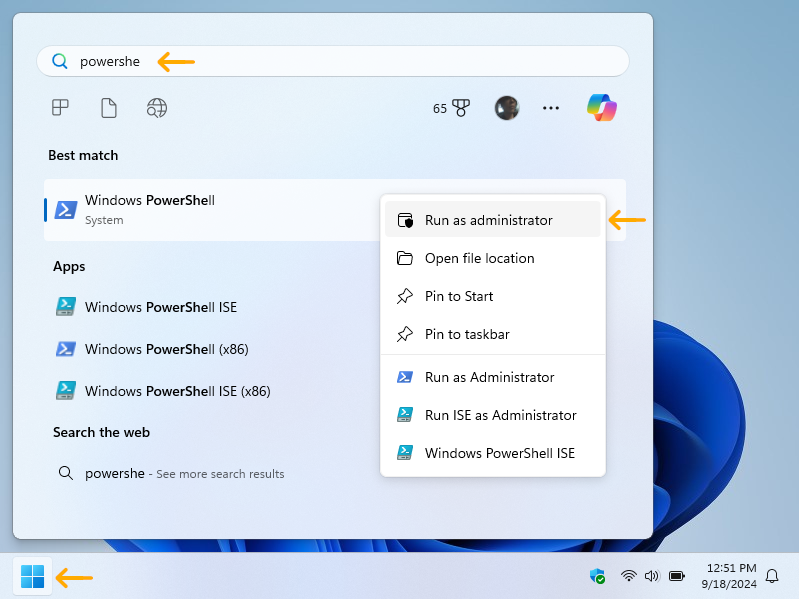 powershe
65
Best match
Windows PowerShell
System
Run as administrator
Open file location
Apps
Pin to Start
Windows PowerShell ISE
Pin to taskbar
Windows PowerShell (x86)
Run as Administrator
Windows PowerShell ISE (x86)
Run ISE as Administrator
Search the web
Windows PowerShell ISE
powershe - See more search results
12:51 PM
9/18/2024